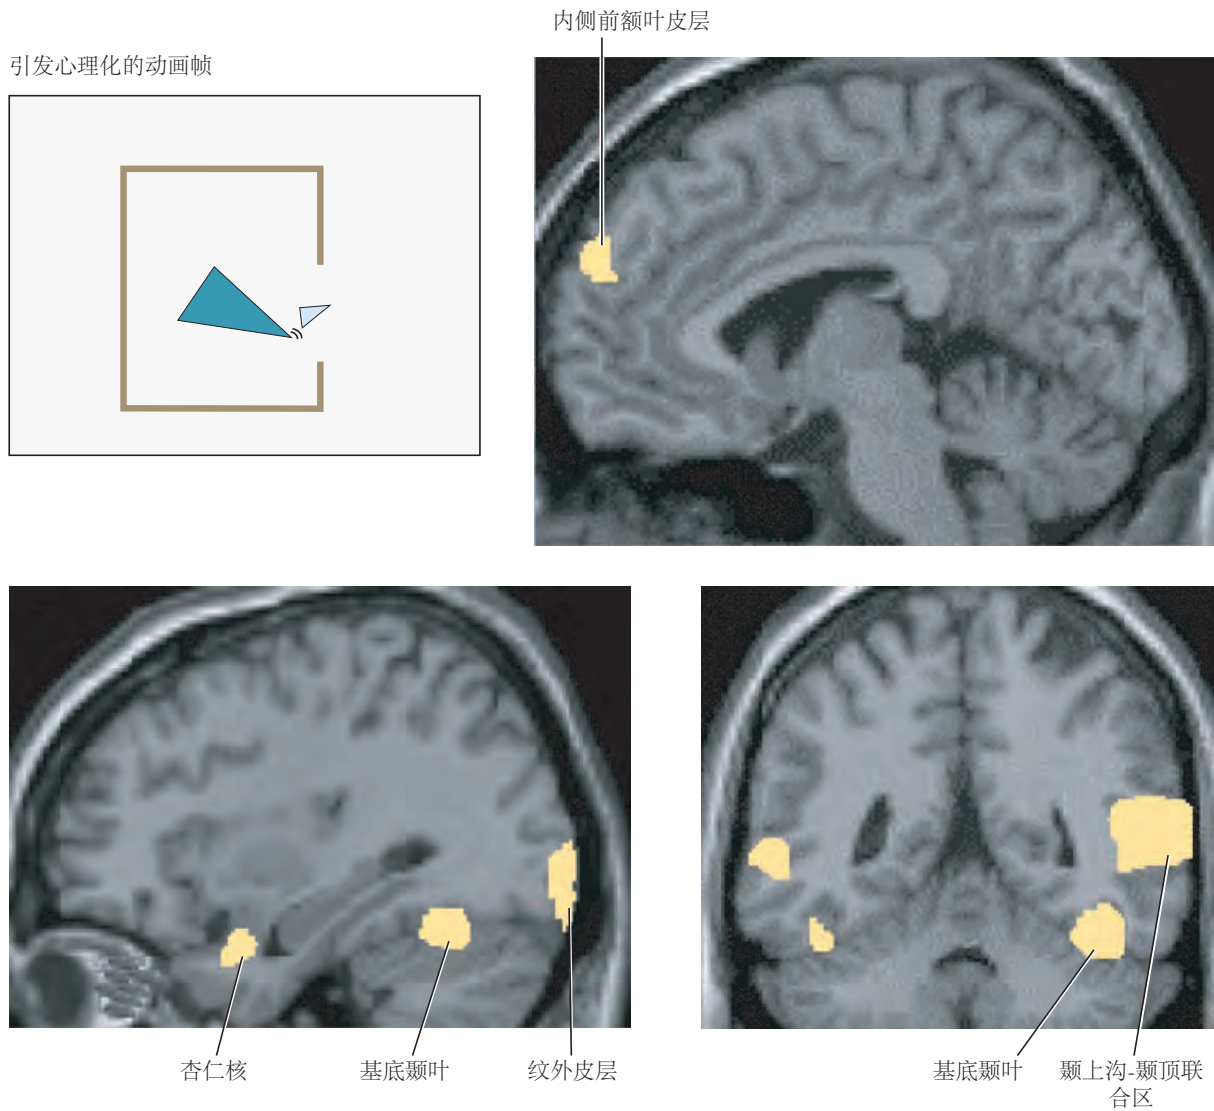 内侧前额叶皮层
引发心理化的动画帧
杏仁核
基底颞叶
纹外皮层
基底颞叶
颞上沟-颞顶联
合区